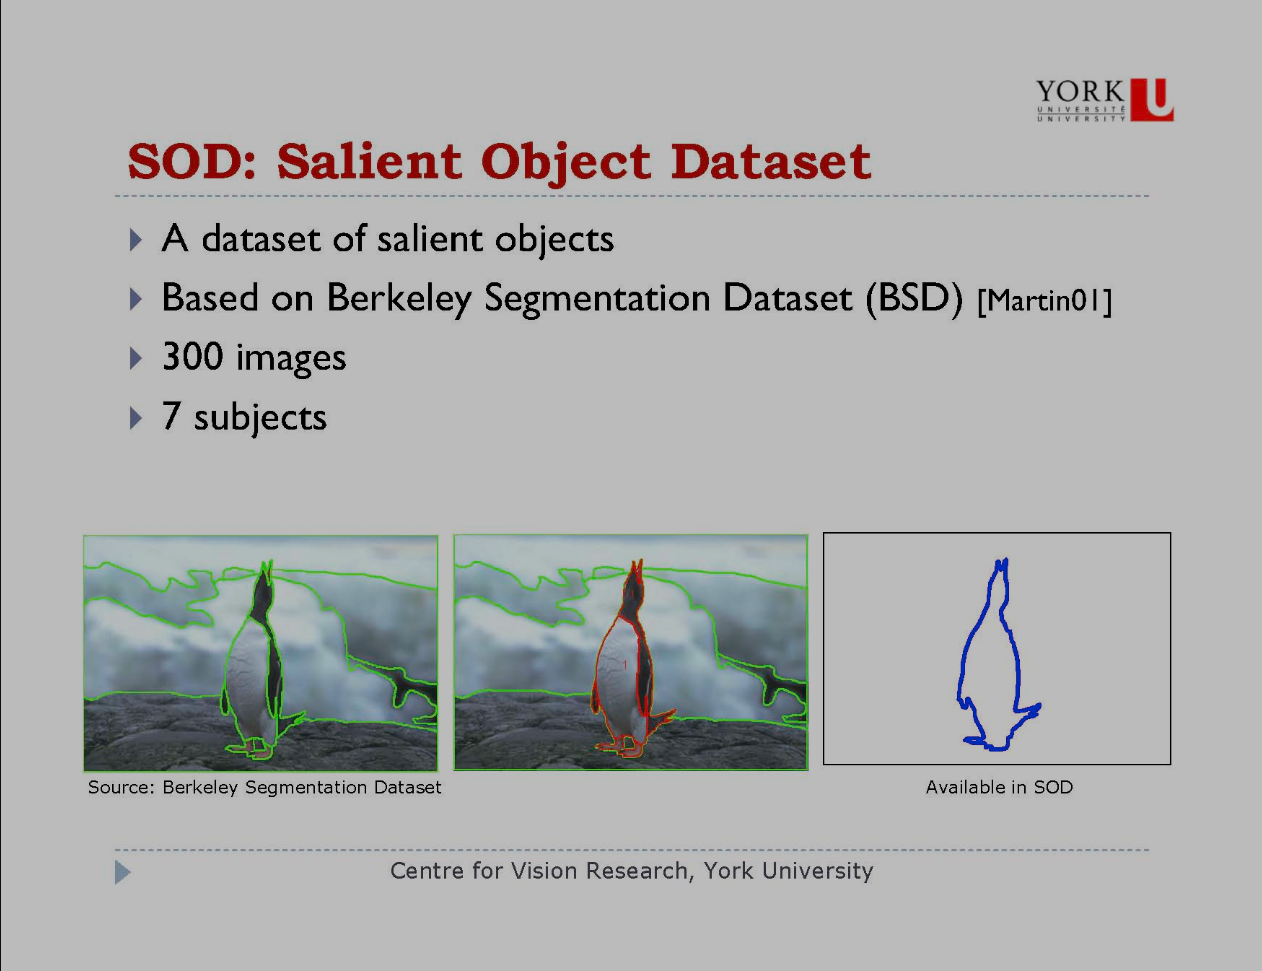 YORK U
UNIVERSITÉ
UNIVERSITY
SOD: Salient Object Dataset
A dataset of salient objects
Based on Berkeley Segmentation Dataset (BSD) [Martin01]
300 images
7 subjects
1
Source: Berkeley Segmentation Dataset
Available in SOD
Centre for Vision Research, York University